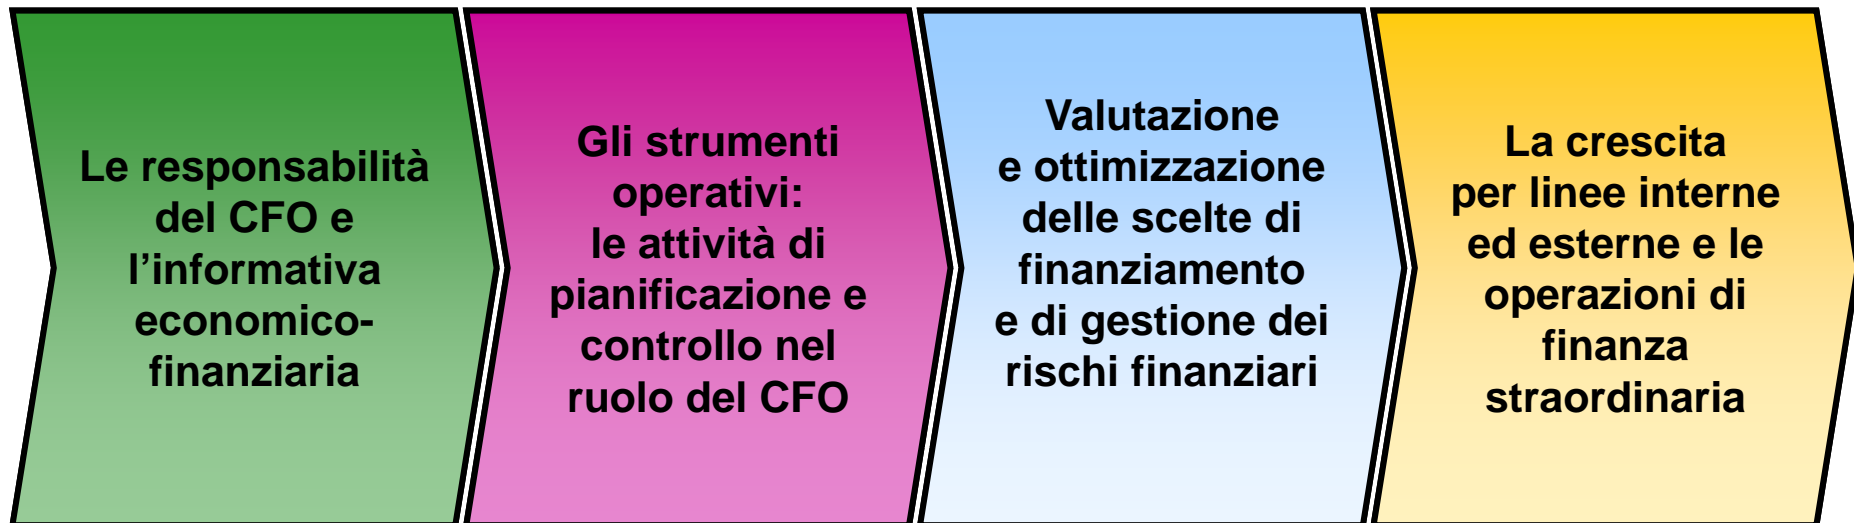 Le responsabilità
del CFO e
l’informativa
economico-
finanziaria
Gli strumenti
operativi:
le attività di
pianificazione e
controllo nel
ruolo del CFO
Valutazione
e ottimizzazione
delle scelte di
finanziamento
e di gestione dei
rischi finanziari
La crescita
per linee interne
ed esterne e le
operazioni di
finanza
straordinaria